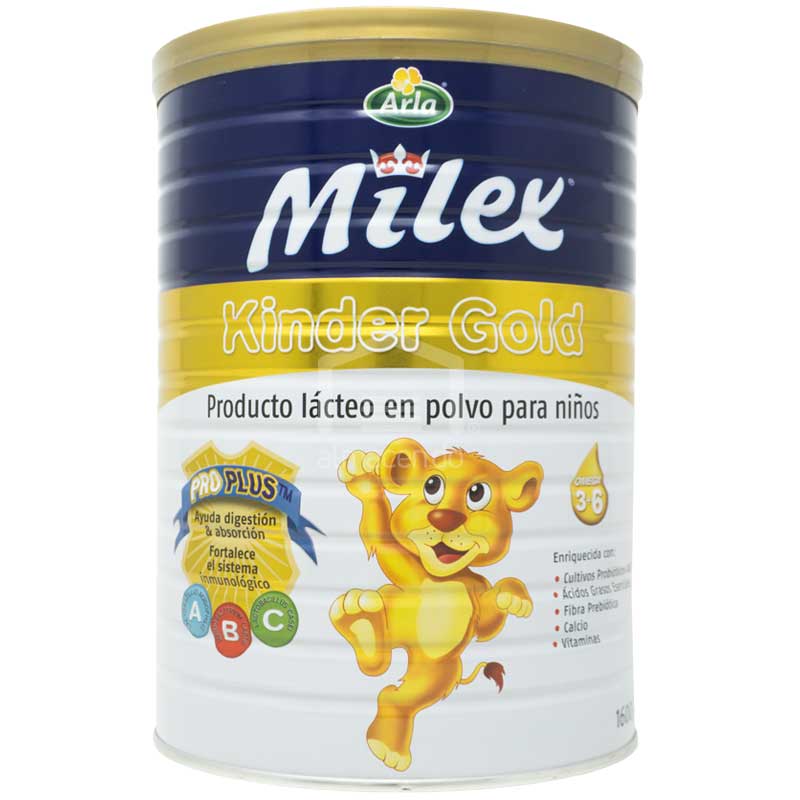 Arla
Milex
Kinder Gold
Producto lácteo en polvo para niños
PRO PLUS™
Ayuda digestión
& absorción
Fortalece
el sistema
inmunológico
A
B
C
OMEGA
3-6
Enriquecida con:
• Cultivos
• Ácidos Grasos
• Fibra Prebiótica
• Calcio
• Vitaminas